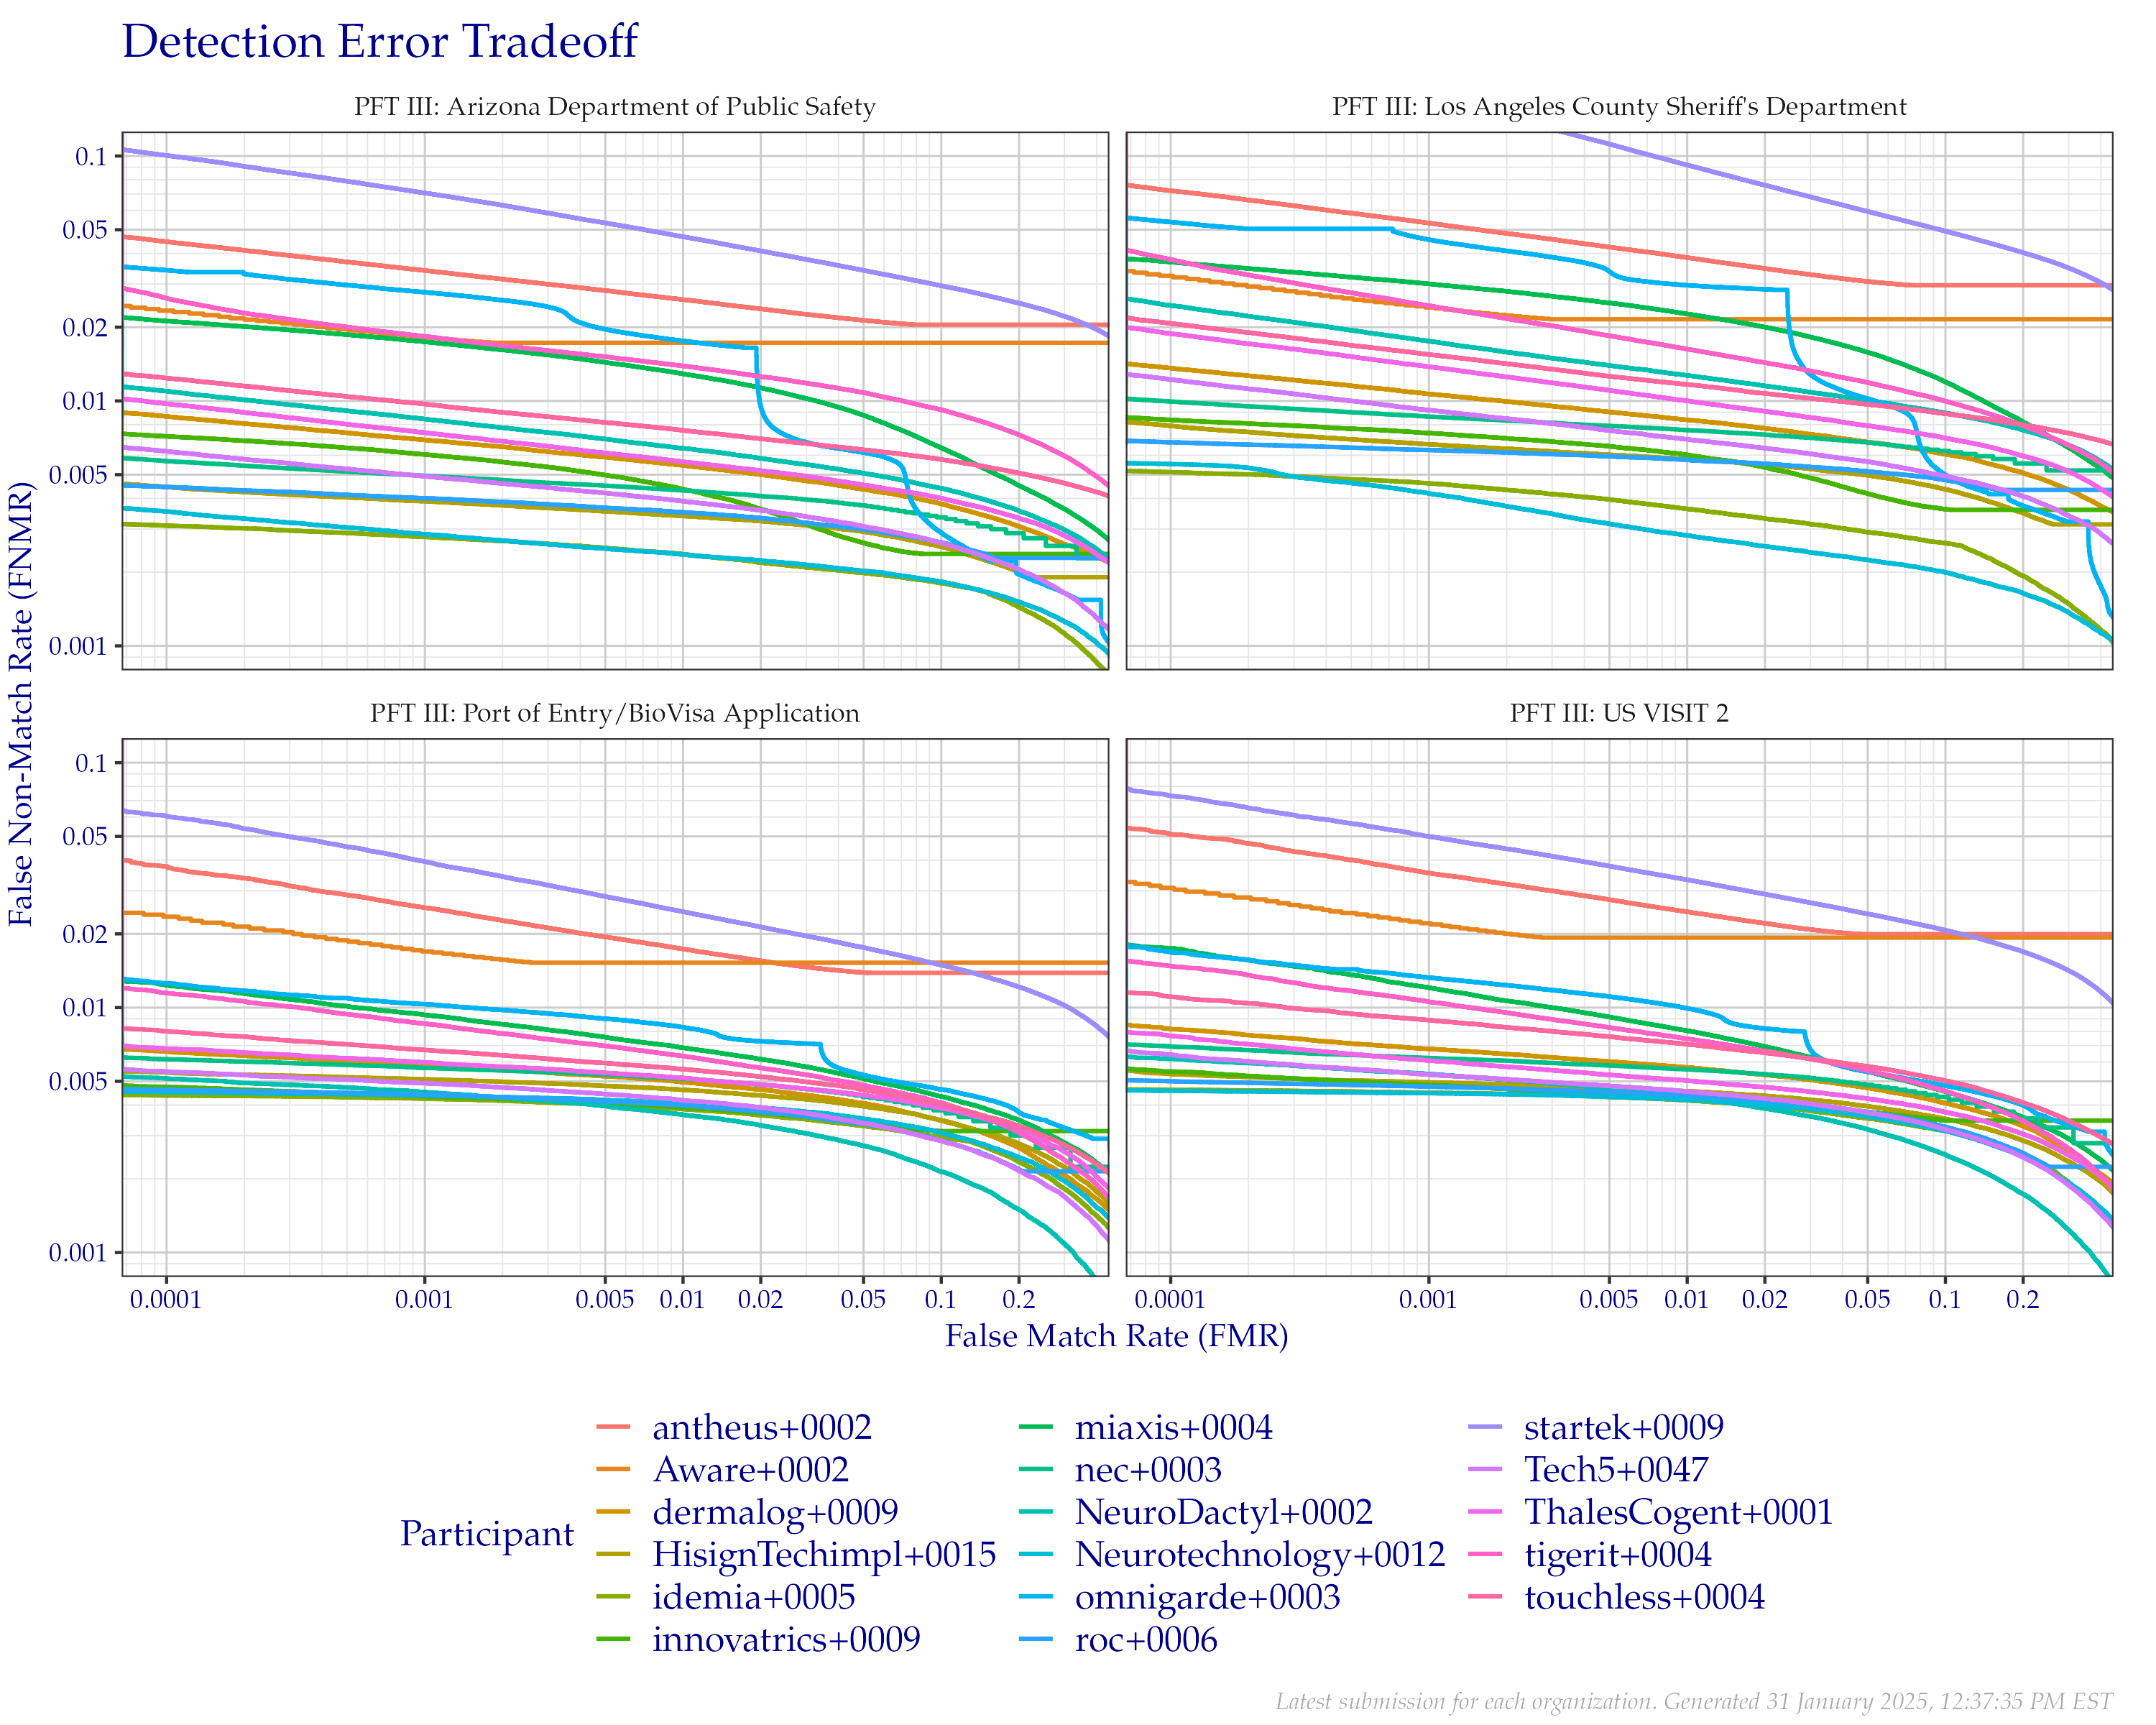 Detection Error Tradeoff
PFT III: Arizona Department of Public Safety
PFT III: Los Angeles County Sheriff's Department
0.1
0.05
0.02
0.01
0.005
0.001
False Non-Match Rate (FNMR)
PFT III: Port of Entry/BioVisa Application
PFT III: US VISIT 2
0.1
0.05
0.02
0.01
0.005
0.001
0.0001 0.001 0.005 0.01 0.02 0.05 0.1 0.2
0.0001 0.001 0.005 0.01 0.02 0.05 0.1 0.2
False Match Rate (FMR)
Participant
antheus+0002
Aware+0002
dermalog+0009
HisignTechimpl+0015
idemia+0005
innovatrics+0009
miaxis+0004
nec+0003
NeuroDactyl+0002
Neurotechnology+0012
omnigarde+0003
roc+0006
startek+0009
Tech5+0047
ThalesCogent+0001
tigerit+0004
touchless+0004
Latest submission for each organization. Generated 31 January 2025, 12:37:35 PM EST